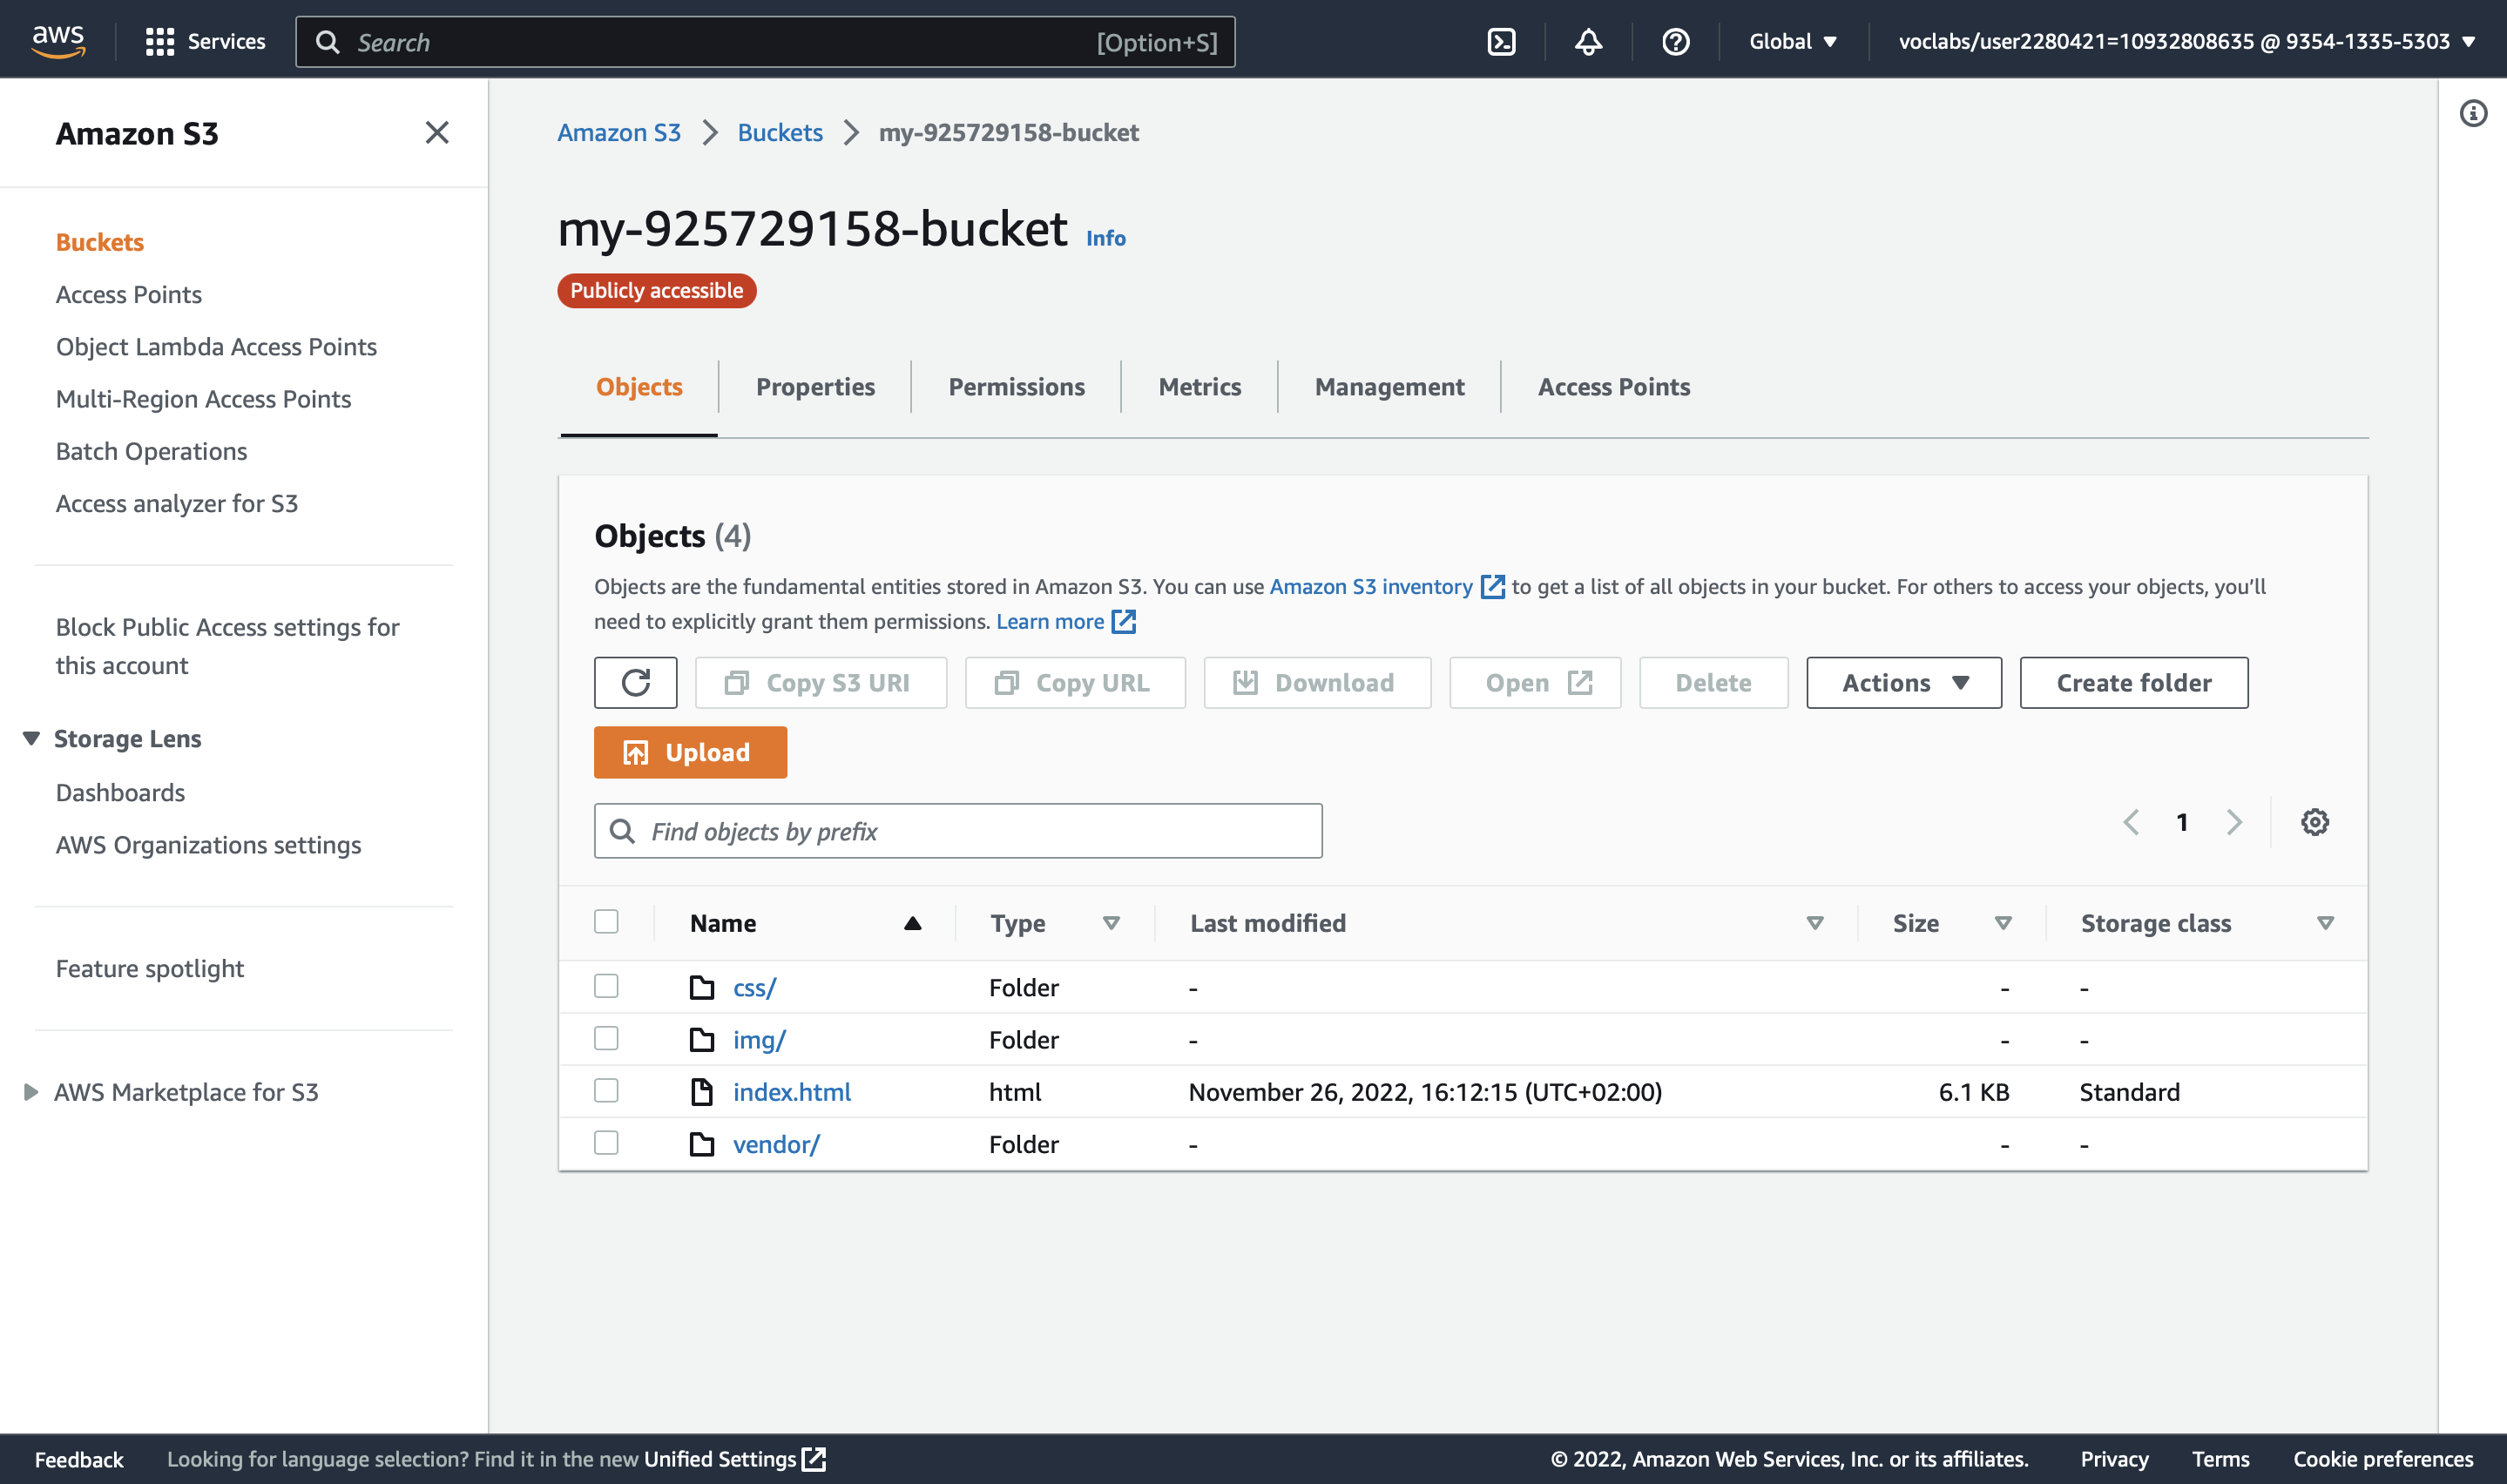 aws
Services
Search [Option+S]
Global
voclabs/user2280421=10932808635 @ 9354-1335-5303
Amazon S3
Buckets
Access Points
Object Lambda Access Points
Multi-Region Access Points
Batch Operations
Access analyzer for S3
Block Public Access settings for
this account
Storage Lens
Dashboards
AWS Organizations settings
Feature spotlight
AWS Marketplace for S3
Amazon S3 Buckets my-925729158-bucket
my-925729158-bucket Info
Publicly accessible
Objects Properties Permissions Metrics Management Access Points
Objects (4)
Objects are the fundamental entities stored in Amazon S3. You can use Amazon S3 inventory to get a list of all objects in your bucket. For others to access your objects, you'll
need to explicitly grant them permissions. Learn more
Copy S3 URI Copy URL Download Open Delete Actions Create folder
Upload
Find objects by prefix 1
Name Type Last modified Size Storage class
css/ Folder - - -
img/ Folder - - -
index.html html November 26, 2022, 16:12:15 (UTC+02:00) 6.1 KB Standard
vendor/ Folder - - -
Feedback Looking for language selection? Find it in the new Unified Settings © 2022, Amazon Web Services, Inc. or its affiliates. Privacy Terms Cookie preferences